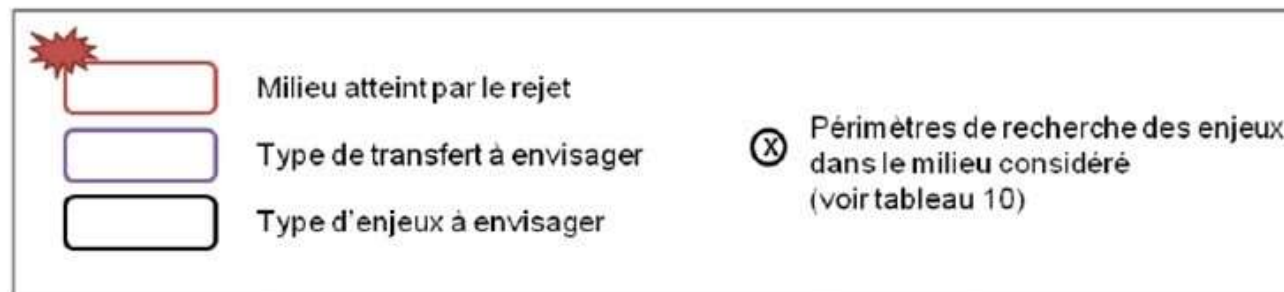 Milieu atteint par le rejet
Type de transfert à envisager
Type d'enjeux à envisager
X
Périmètres de recherche des enjeux
dans le milieu considéré
(voir tableau 10)